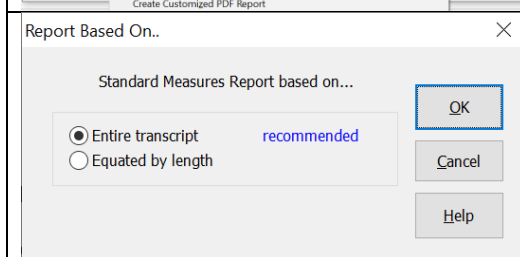 Create Customized PDF Report
Report Based On..
Standard Measures Report based on...
OK
Entire transcript recommended
Equated by length
Cancel
Help